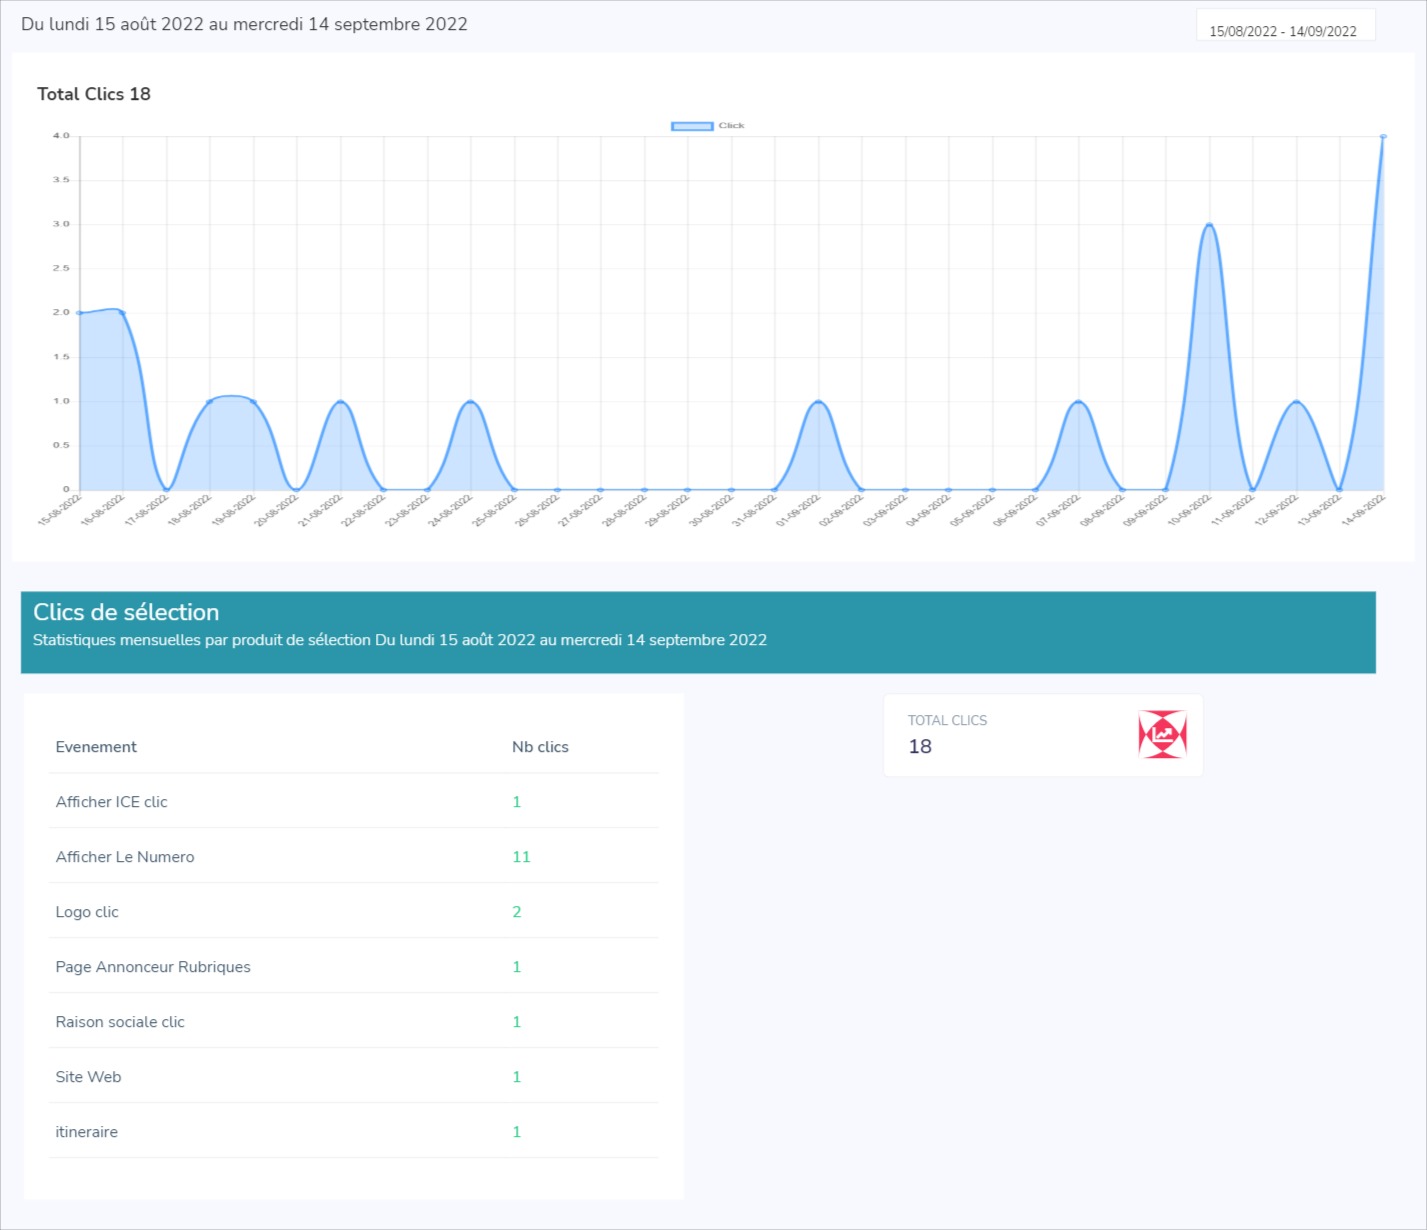 Du lundi 15 août 2022 au mercredi 14 septembre 2022
15/08/2022 - 14/09/2022
Total Clics 18
Click
4.0
3.5
3.0
2.5
2.0
1.5
1.0
0.5
0
15-08-2022
16-08-2022
17-08-2022
18-08-2022
19-08-2022
20-08-2022
21-08-2022
22-08-2022
23-08-2022
24-08-2022
25-08-2022
26-08-2022
27-08-2022
28-08-2022
29-08-2022
30-08-2022
31-08-2022
01-09-2022
02-09-2022
03-09-2022
04-09-2022
05-09-2022
06-09-2022
07-09-2022
08-09-2022
09-09-2022
10-09-2022
11-09-2022
12-09-2022
13-09-2022
14-09-2022
Clics de sélection
Statistiques mensuelles par produit de sélection Du lundi 15 août 2022 au mercredi 14 septembre 2022
Evenement Nb clics
Afficher ICE clic 1
Afficher Le Numero 11
Logo clic 2
Page Annonceur Rubriques 1
Raison sociale clic 1
Site Web 1
itineraire 1
TOTAL CLICS
18